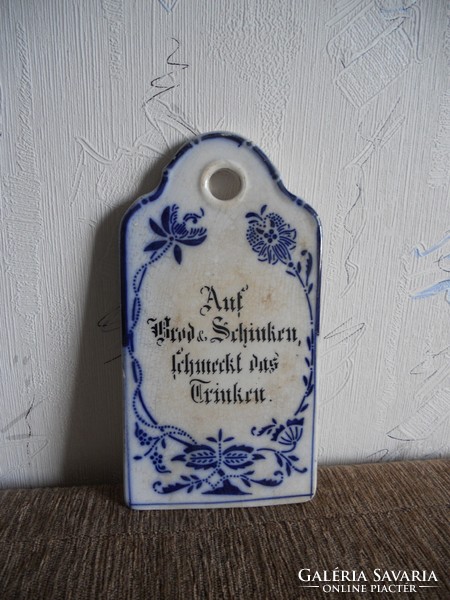 Auf
Brod & Schinken,
schmeckt das
Trinken.
GALÉRIA SAVARIA
ONLINE PIACTÉR